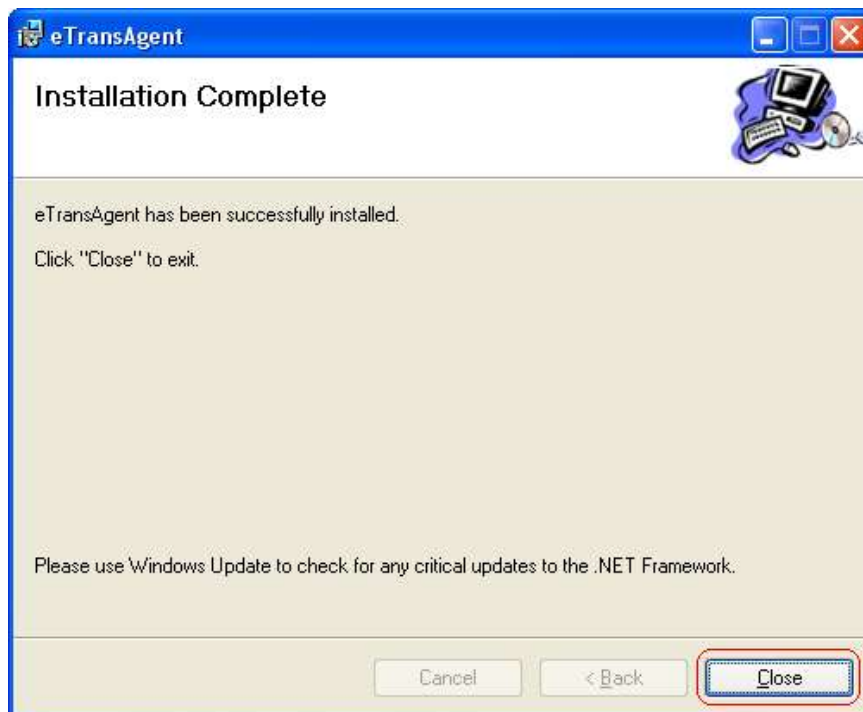 eTransAgent
Installation Complete
eTransAgent has been successfully installed.
Click "Close" to exit.
Please use Windows Update to check for any critical updates to the .NET Framework.
Cancel
< Back
Close